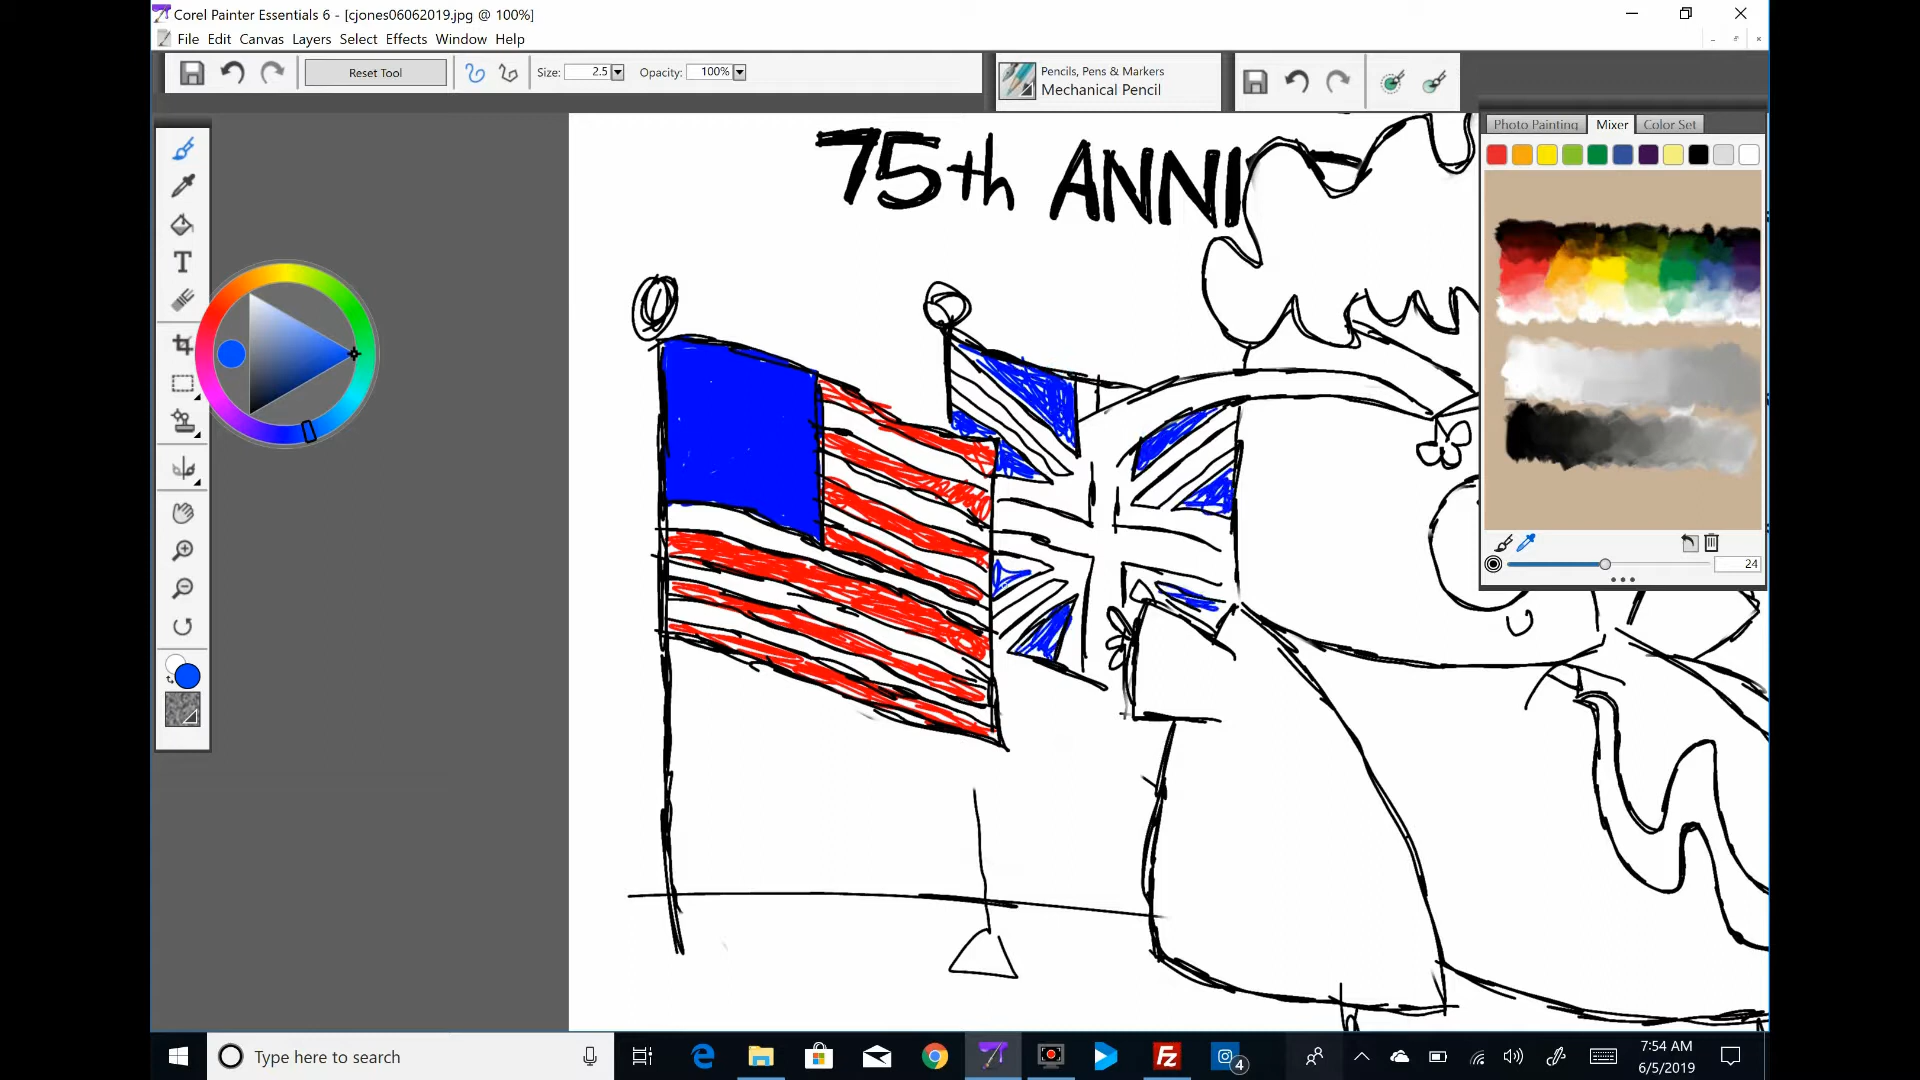 Corel Painter Essentials 6 - [cjones06062019.jpg @ 100%]
File Edit Canvas Layers Select Effects Window Help
Reset Tool
Size: 2.5
Opacity: 100%
Pencils, Pens & Markers
Mechanical Pencil
Photo Painting Mixer Color Set
75th ANNI
T
24
Type here to search
4
7:54 AM
6/5/2019